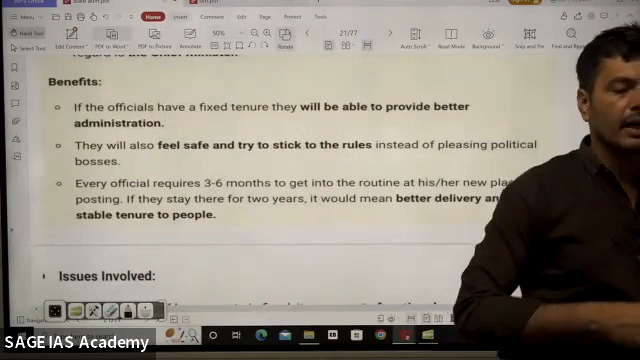 Menu Home Insert Comment Edit Page Protect Tools
Hand Tool
Select Tool
Edit Content PDF to Word PDF to Picture Annotate 50% Rotate 21/77 Auto Scroll Read Mode Background Snip and Pin Find and
Benefits:
If the officials have a fixed tenure they will be able to provide better
administration.
They will also feel safe and try to stick to the rules instead of pleasing political
bosses.
Every official requires 3-6 months to get into the routine at his/her new
posting. If they stay there for two years, it would mean better delivery
stable tenure to people.
Issues Involved:
SAGE IAS Academy